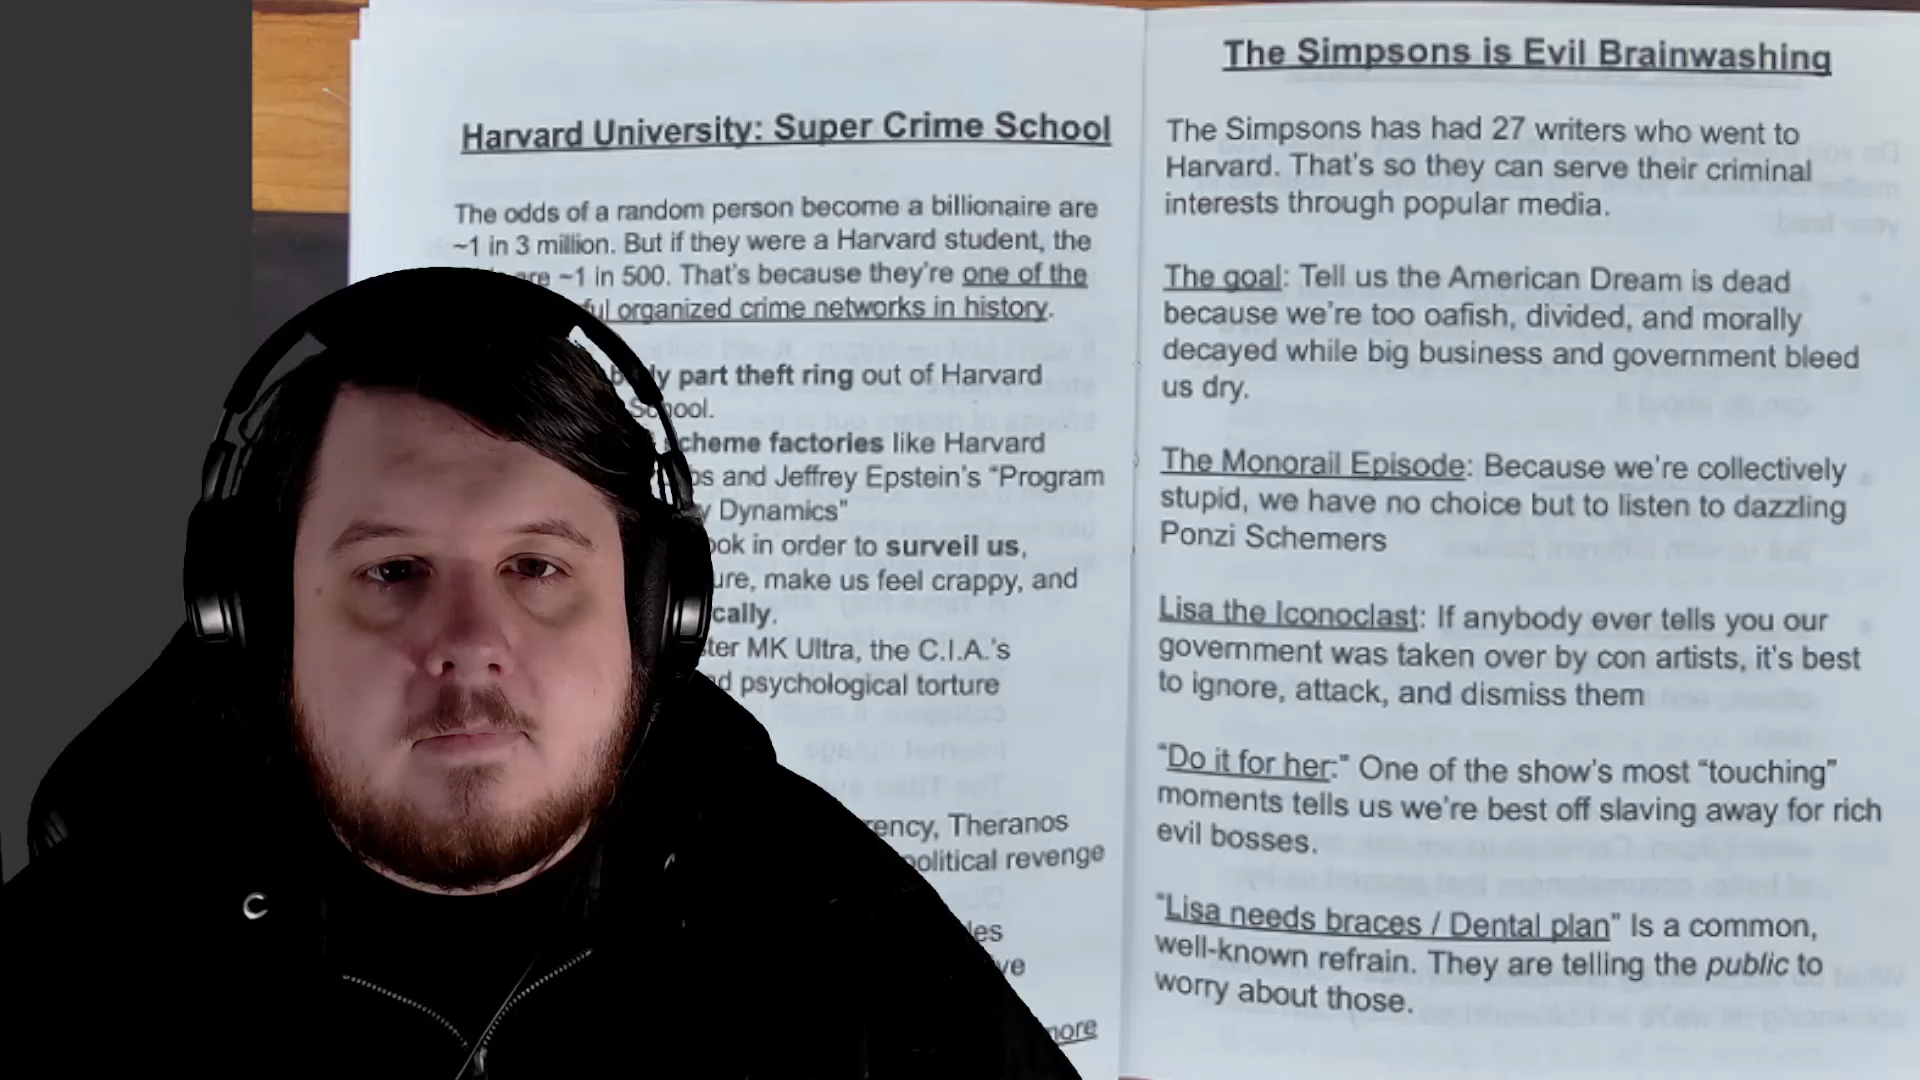 Harvard University: Super Crime School
The odds of a random person become a billionaire are
~1 in 3 million. But if they were a Harvard student, the
are ~1 in 500. That's because they're one of the
organized crime networks in history.
body part theft ring out of Harvard
School.
scheme factories like Harvard
and Jeffrey Epstein's "Program
Dynamics"
in order to surveil us,
make us feel crappy, and
MK Ultra, the C.I.A.'s
psychological torture
Theranos
political revenge
more
The Simpsons is Evil Brainwashing
The Simpsons has had 27 writers who went to
Harvard. That's so they can serve their criminal
interests through popular media.
The goal: Tell us the American Dream is dead
because we're too oafish, divided, and morally
decayed while big business and government bleed
us dry.
The Monorail Episode: Because we're collectively
stupid, we have no choice but to listen to dazzling
Ponzi Schemers
Lisa the Iconoclast: If anybody ever tells you our
government was taken over by con artists, it's best
to ignore, attack, and dismiss them
"Do it for her:" One of the show's most "touching"
moments tells us we're best off slaving away for rich
evil bosses.
"Lisa needs braces / Dental plan" Is a common,
well-known refrain. They are telling the public to
worry about those.